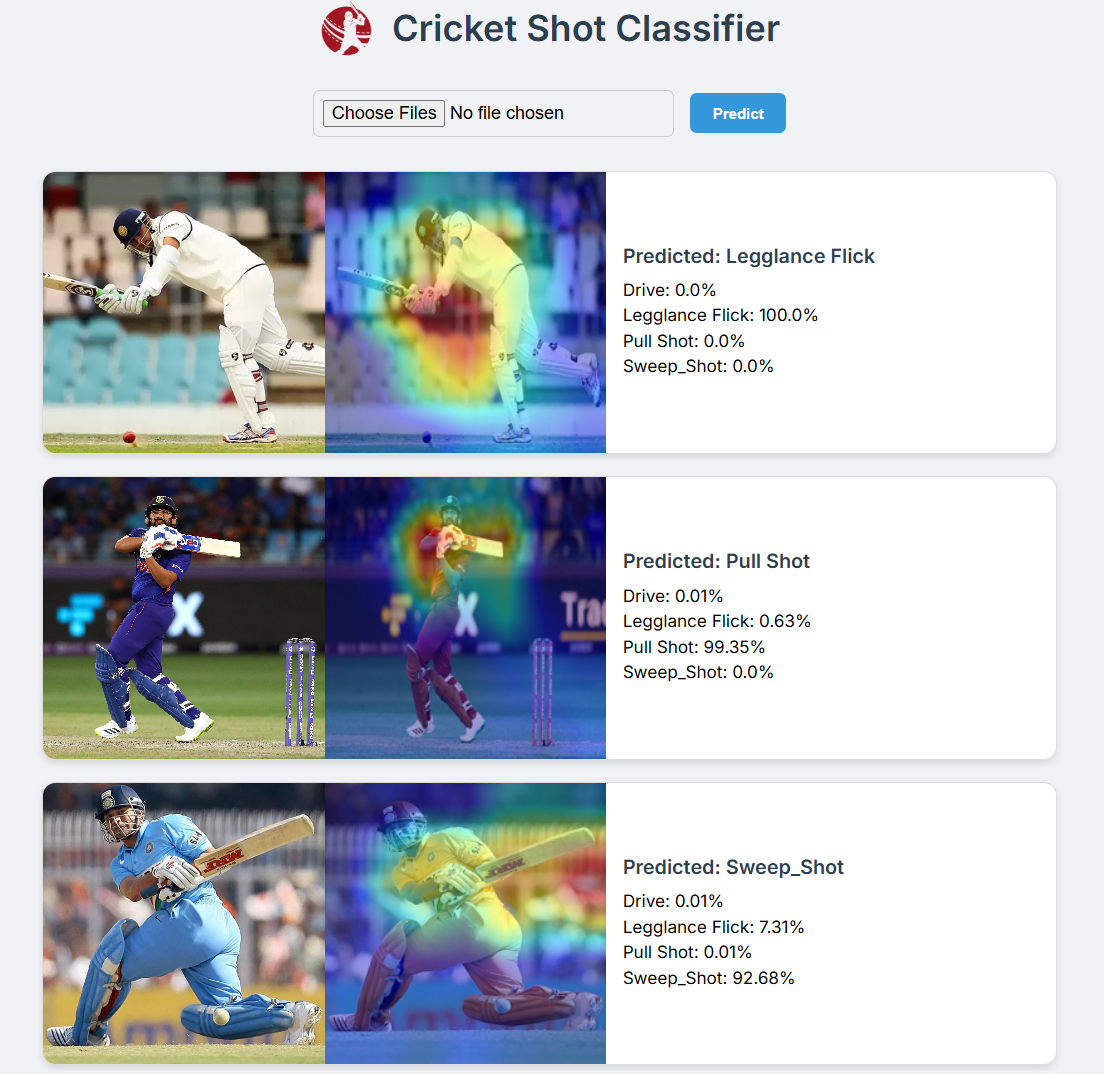 Cricket Shot Classifier
Choose Files No file chosen
Predict
Predicted: Legglance Flick
Drive: 0.0%
Legglance Flick: 100.0%
Pull Shot: 0.0%
Sweep_Shot: 0.0%
X
X Trac
Predicted: Pull Shot
Drive: 0.01%
Legglance Flick: 0.63%
Pull Shot: 99.35%
Sweep_Shot: 0.0%
MRF
MRF
Predicted: Sweep_Shot
Drive: 0.01%
Legglance Flick: 7.31%
Pull Shot: 0.01%
Sweep_Shot: 92.68%